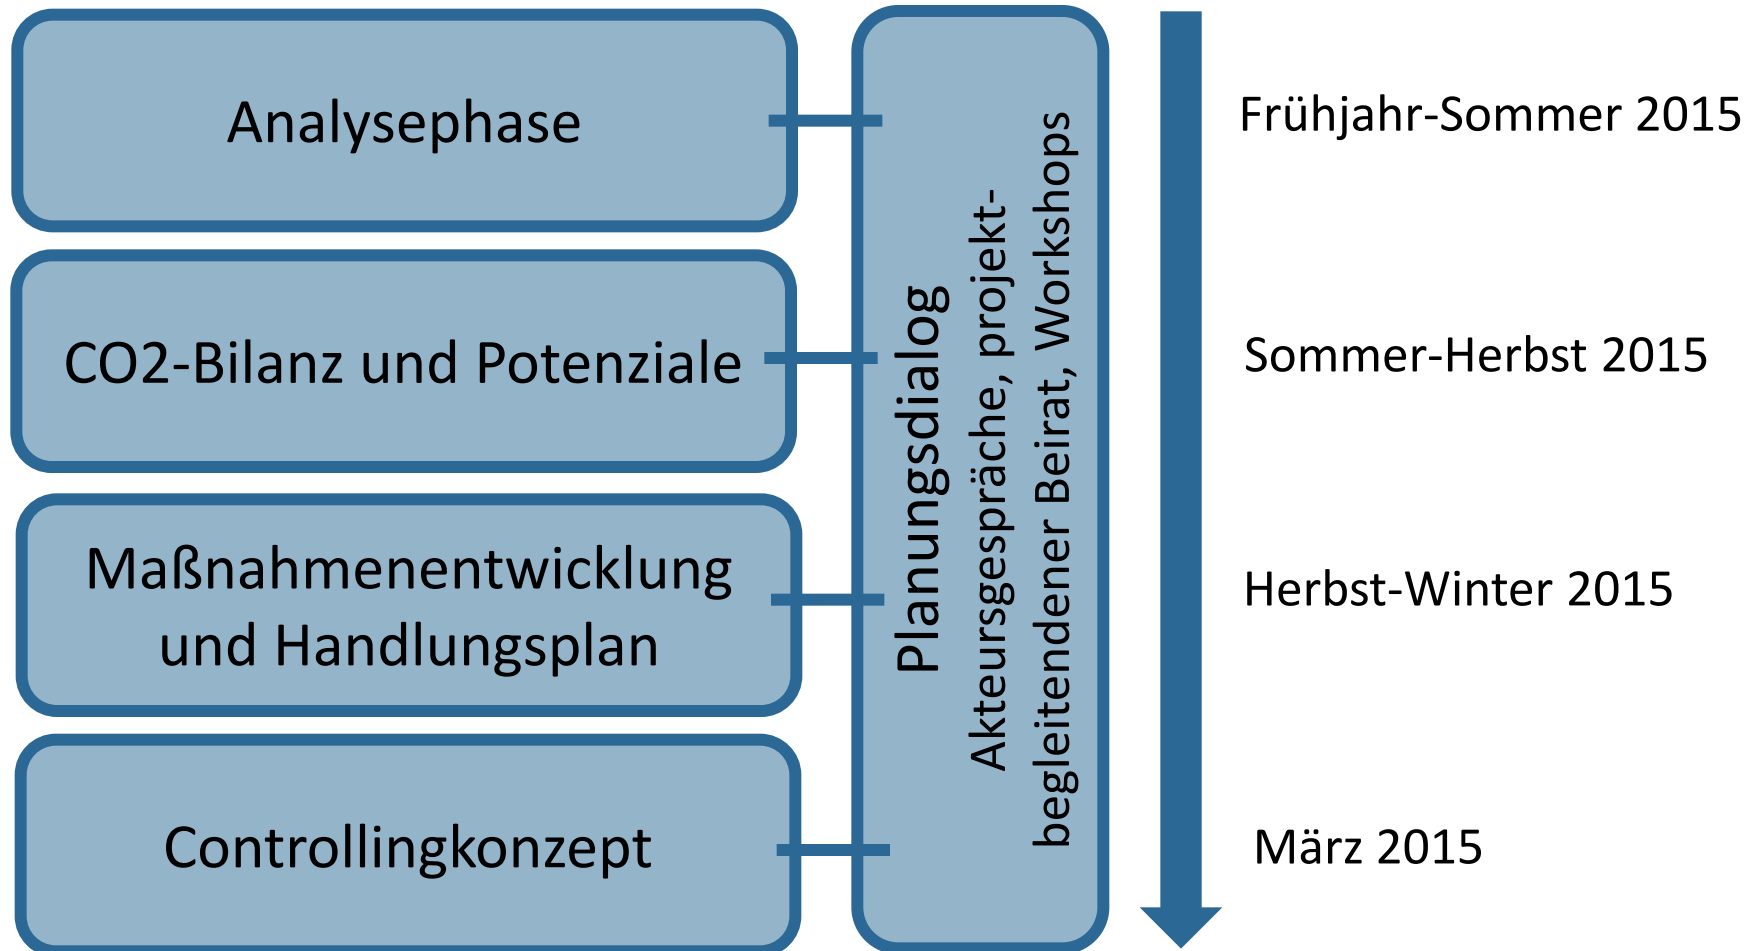 Analysephase
CO2-Bilanz und Potenziale
Maßnahmenentwicklung
und Handlungsplan
Controllingkonzept
Planungsdialog
Akteursgespräche, projekt-
begleitendener Beirat, Workshops
Frühjahr-Sommer 2015
Sommer-Herbst 2015
Herbst-Winter 2015
März 2015